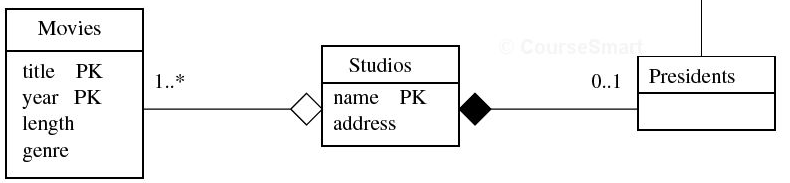 Movies
title PK
year PK
length
genre
1..*
Studios
name PK
address
© CourseSmart
0..1
Presidents